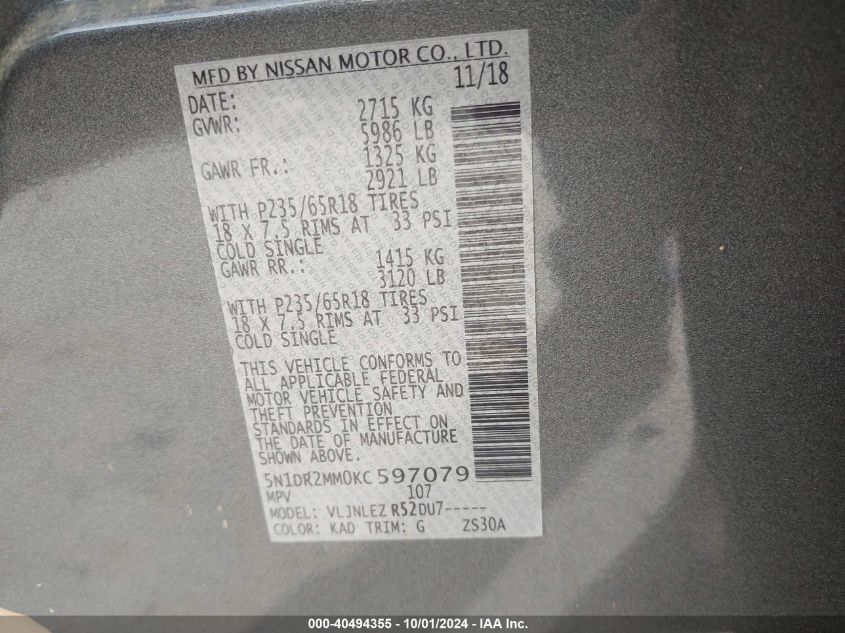 MFD BY NISSAN MOTOR CO., LTD.
DATE: 11/18
GVWR: 2715 KG
5986 LB
GAWR FR.: 1325 KG
2921 LB
WITH P235/65R18 TIRES
18 X 7.5 RIMS AT 33 PSI
COLD SINGLE
GAWR RR.: 1415 KG
3120 LB
WITH P235/65R18 TIRES
18 X 7.5 RIMS AT 33 PSI
COLD SINGLE
THIS VEHICLE CONFORMS TO
ALL APPLICABLE FEDERAL
MOTOR VEHICLE SAFETY AND
THEFT PREVENTION
STANDARDS IN EFFECT ON
THE DATE OF MANUFACTURE
SHOWN ABOVE.
5N1DR2MM0KC597079
MPV 107
MODEL: VLJNLEZ R52DU7-----
COLOR: KAD TRIM: G ZS30A
000-40494355 - 10/01/2024 - IAA Inc.